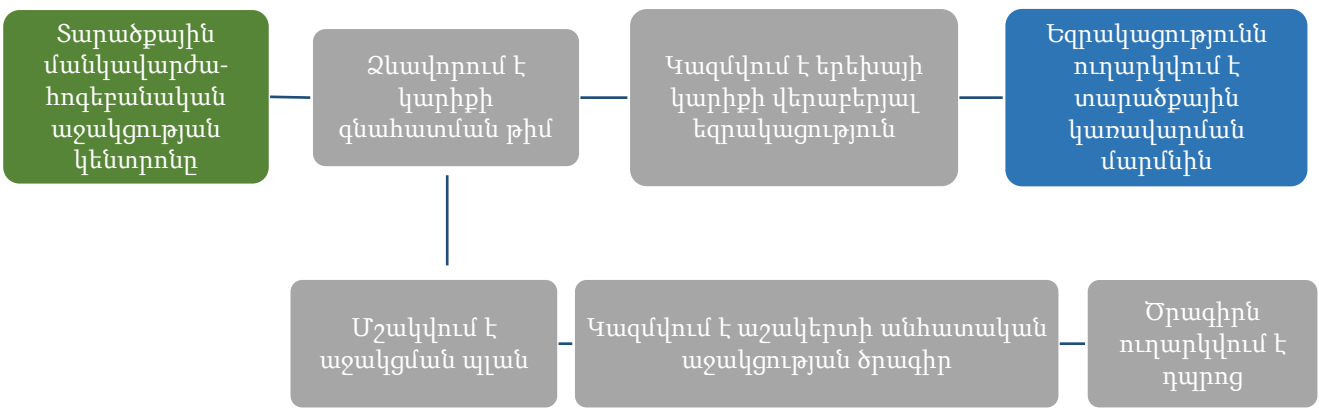 Տարածքային
մանկավարժա-
հոգեբանական
աջակցության
կենտրոնը
Ձևավորում է
կարիքի
գնահատման թիմ
Կազմվում է երեխայի
կարիքի վերաբերյալ
եզրակացություն
Եզրակացությունն
ուղարկվում է
տարածքային
կառավարման
մարմնին
Մշակվում է
աջակցման պլան
Կազմվում է աշակերտի անհատական
աջակցության ծրագիր
Ծրագիրն
ուղարկվում է
դպրոց